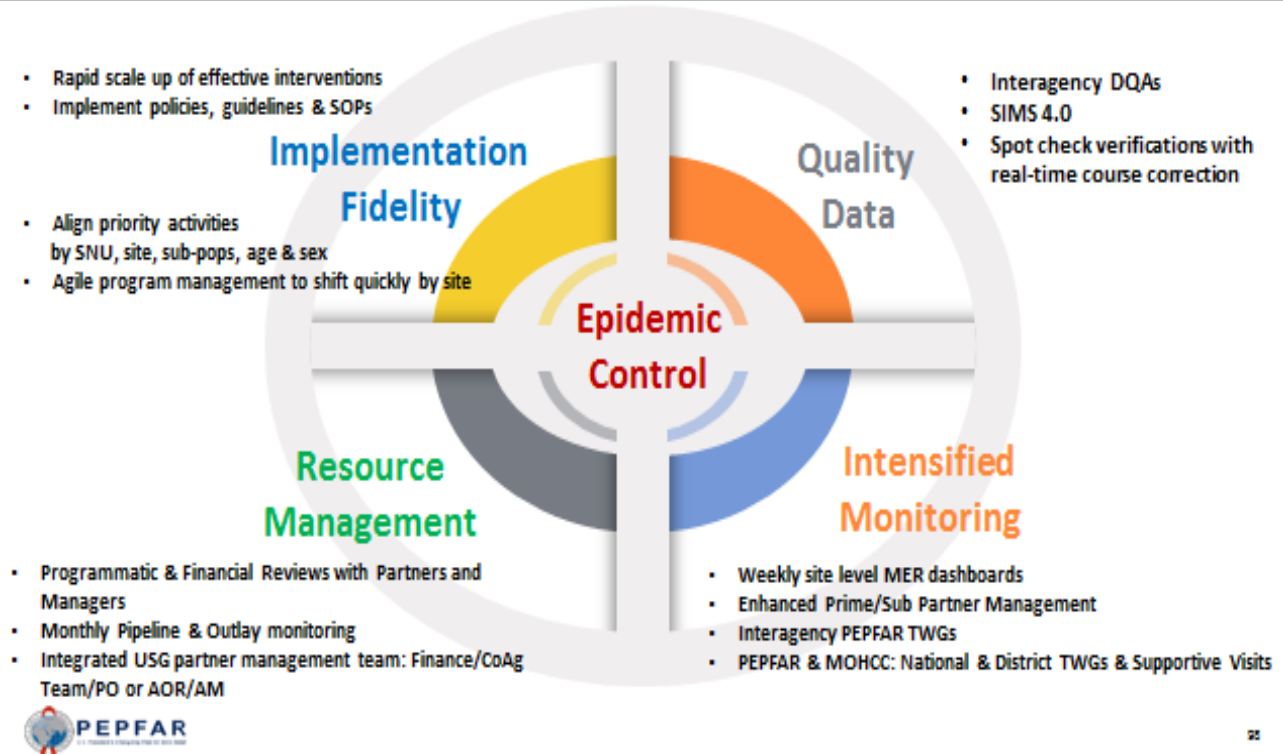 • Rapid scale up of effective interventions
• Implement policies, guidelines & SOPs
Implementation
Fidelity
• Align priority activities
by SNU, site, sub-pops, age & sex
• Agile program management to shift quickly by site
• Interagency DQAs
• SIMS 4.0
• Spot check verifications with
real-time course correction
Quality
Data
Epidemic
Control
Resource
Management
• Programmatic & Financial Reviews with Partners and
Managers
• Monthly Pipeline & Outlay monitoring
• Integrated USG partner management team: Finance/CoAg
Team/PO or AOR/AM
Intensified
Monitoring
• Weekly site level MER dashboards
• Enhanced Prime/Sub Partner Management
• Interagency PEPFAR TWGs
• PEPFAR & MOHCC: National & District TWGs & Supportive Visits
PEPFAR